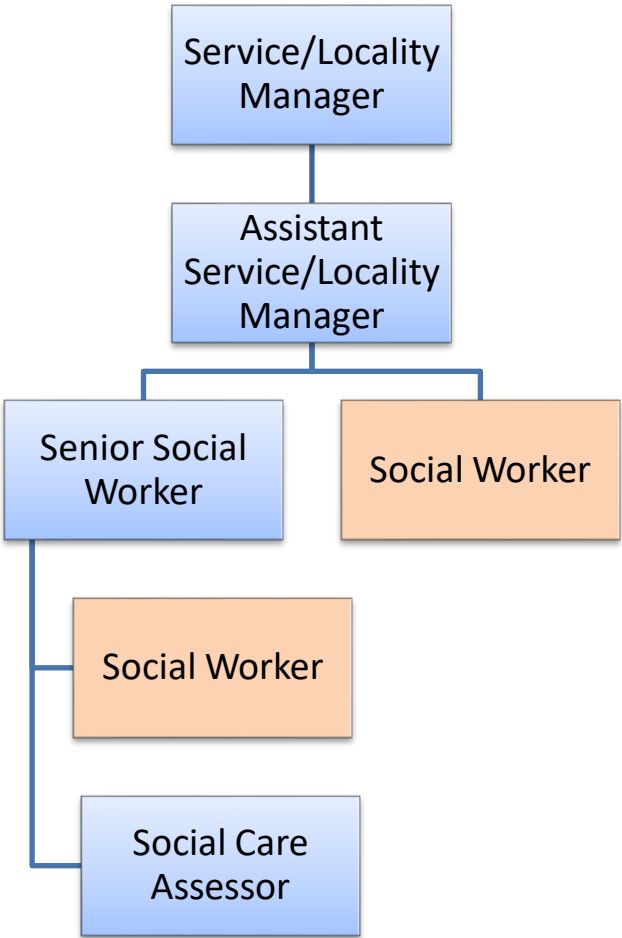 Service/Locality
Manager
Assistant
Service/Locality
Manager
Senior Social
Worker
Social Worker
Social Worker
Social Care
Assessor